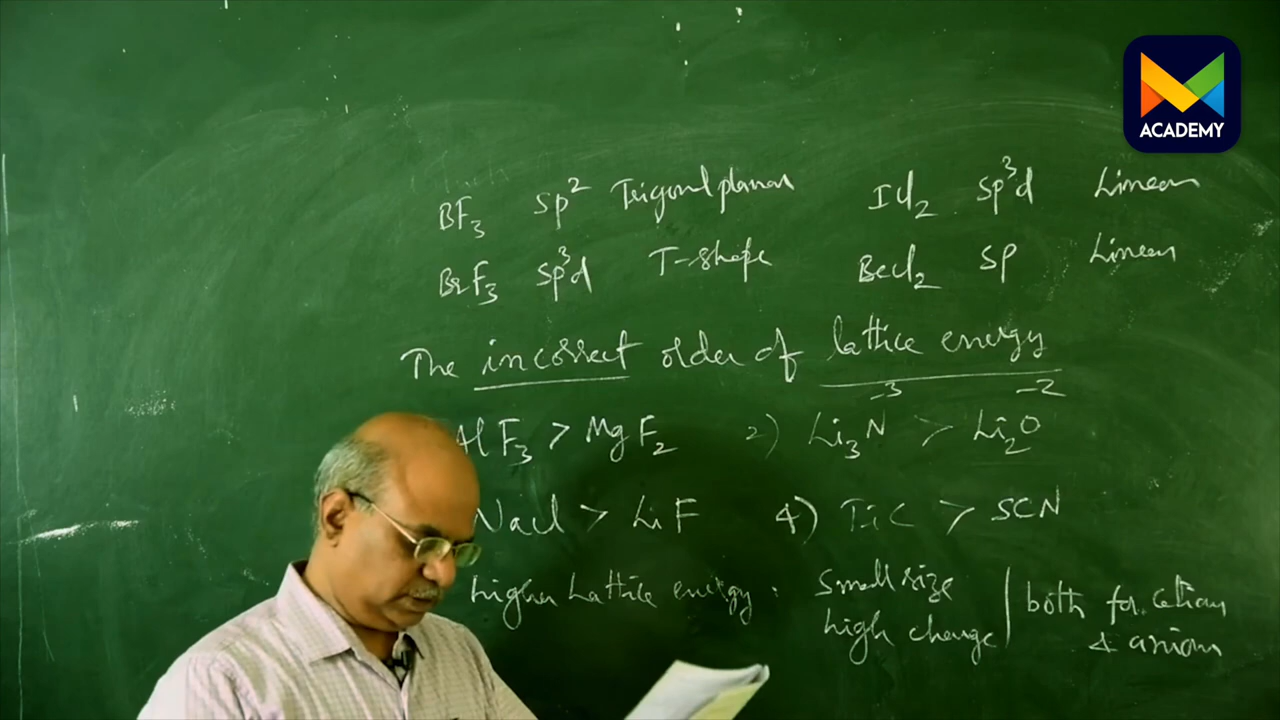 ACADEMY
BF₃ sp² Trigonal planar ICl₂ sp³d Linear
BrF₃ sp³d T-shape BeCl₂ sp Linear
The incorrect order of lattice energy
-3 -2
AlF₃ > MgF₂ 2) Li₃N > Li₂O
NaCl > LiF 4) TiC > SCN
higher Lattice energy : Small size
high charge
both for cation
& anion